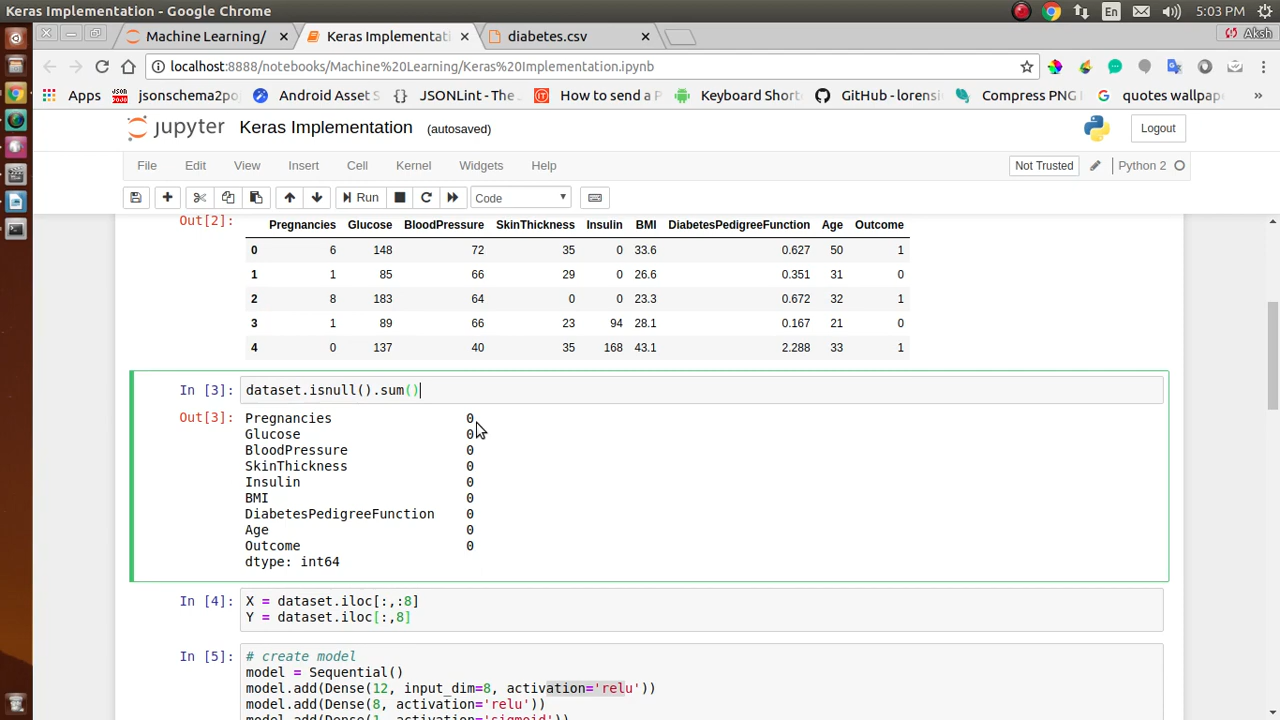 Keras Implementation - Google Chrome
En
5:03 PM
Machine Learning/
Keras Implementati
diabetes.csv
Aksh
localhost:8888/notebooks/Machine%20Learning/Keras%20Implementation.ipynb
Apps jsonschema2po Android Asset S JSONLint - The How to send a P Keyboard Short GitHub - lorensi Compress PNG quotes wallpap »
jupyter Keras Implementation (autosaved)
Logout
File Edit View Insert Cell Kernel Widgets Help
Not Trusted
Python 2
Run
Code
Out[2]:
Pregnancies Glucose BloodPressure SkinThickness Insulin BMI DiabetesPedigreeFunction Age Outcome
0 6 148 72 35 0 33.6 0.627 50 1
1 1 85 66 29 0 26.6 0.351 31 0
2 8 183 64 0 0 23.3 0.672 32 1
3 1 89 66 23 94 28.1 0.167 21 0
4 0 137 40 35 168 43.1 2.288 33 1
In [3]: dataset.isnull().sum()
Out[3]: Pregnancies 0
Glucose 0
BloodPressure 0
SkinThickness 0
Insulin 0
BMI 0
DiabetesPedigreeFunction 0
Age 0
Outcome 0
dtype: int64
In [4]: X = dataset.iloc[:,:8]
Y = dataset.iloc[:,8]
In [5]: # create model
model = Sequential()
model.add(Dense(12, input_dim=8, activation='relu'))
model.add(Dense(8, activation='relu'))
model.add(Dense(1, activation='sigmoid'))